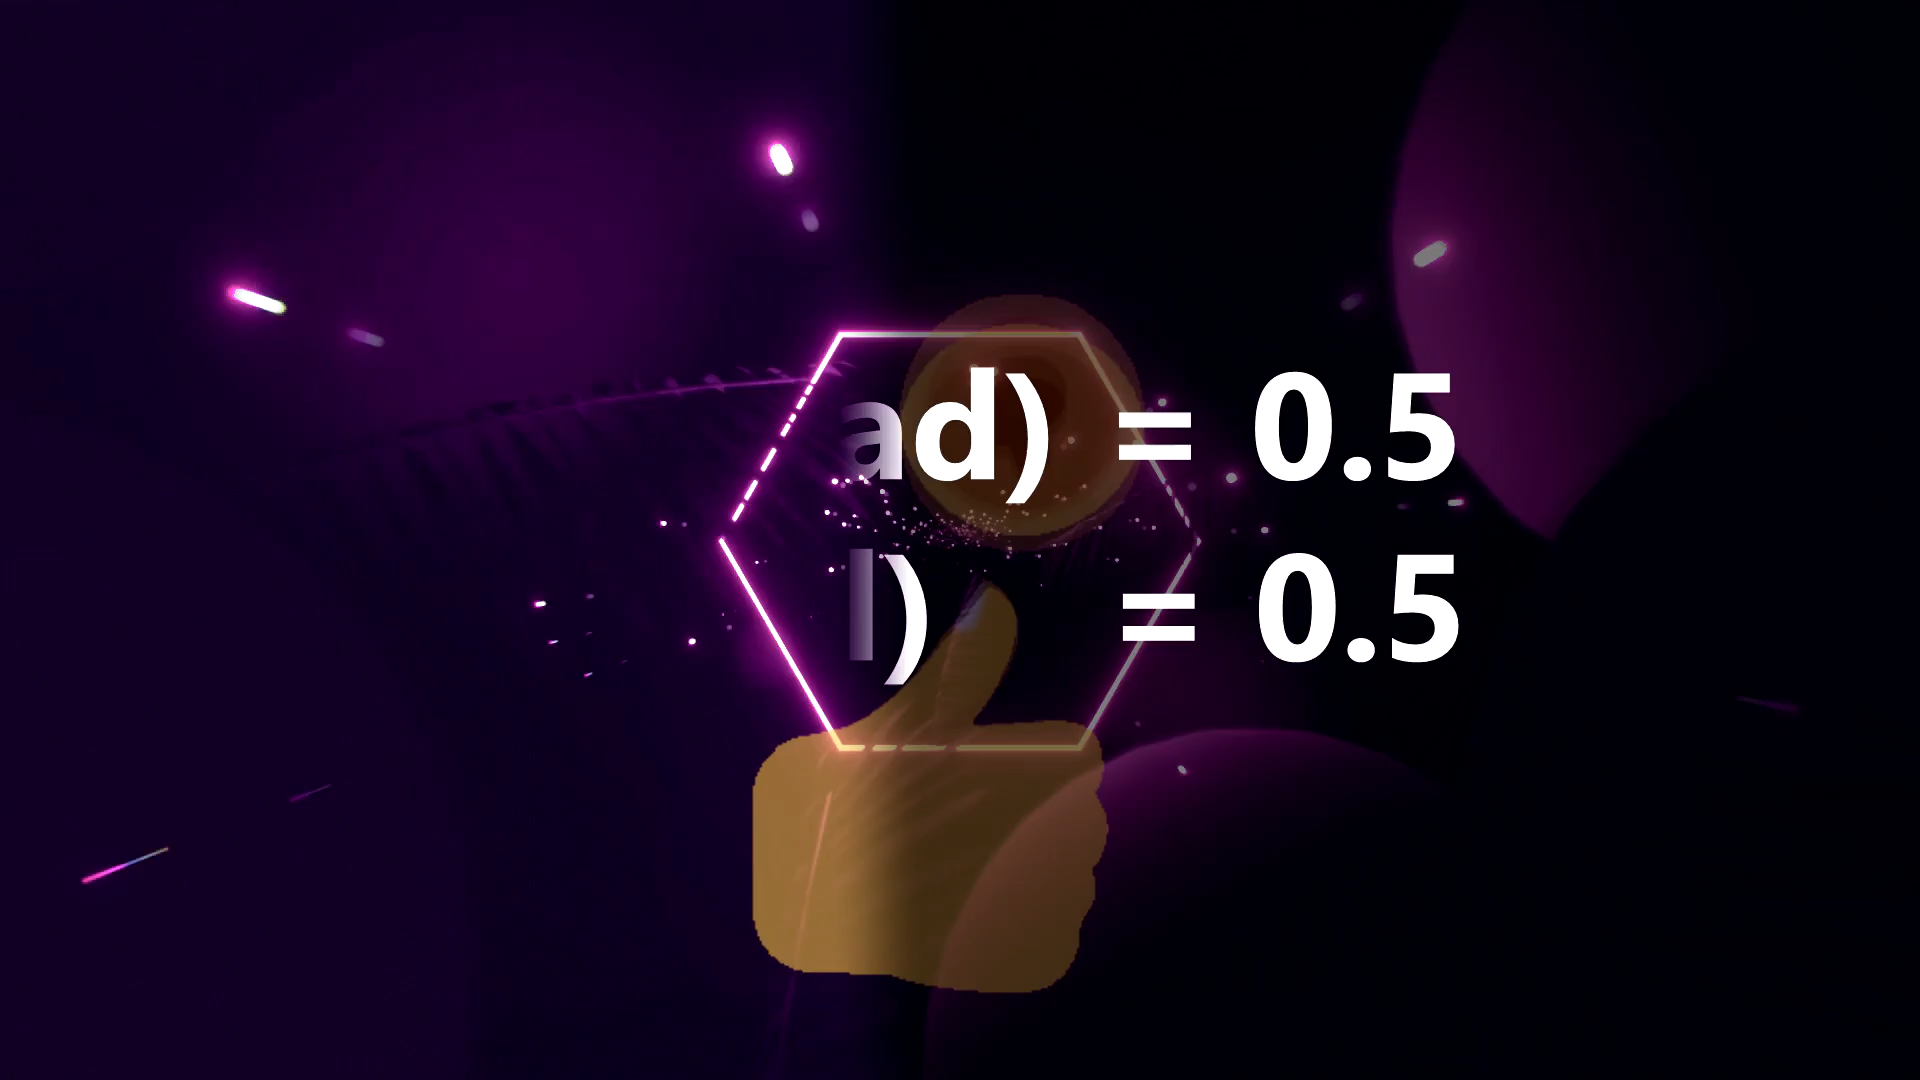 ad) = 0.5
l) = 0.5